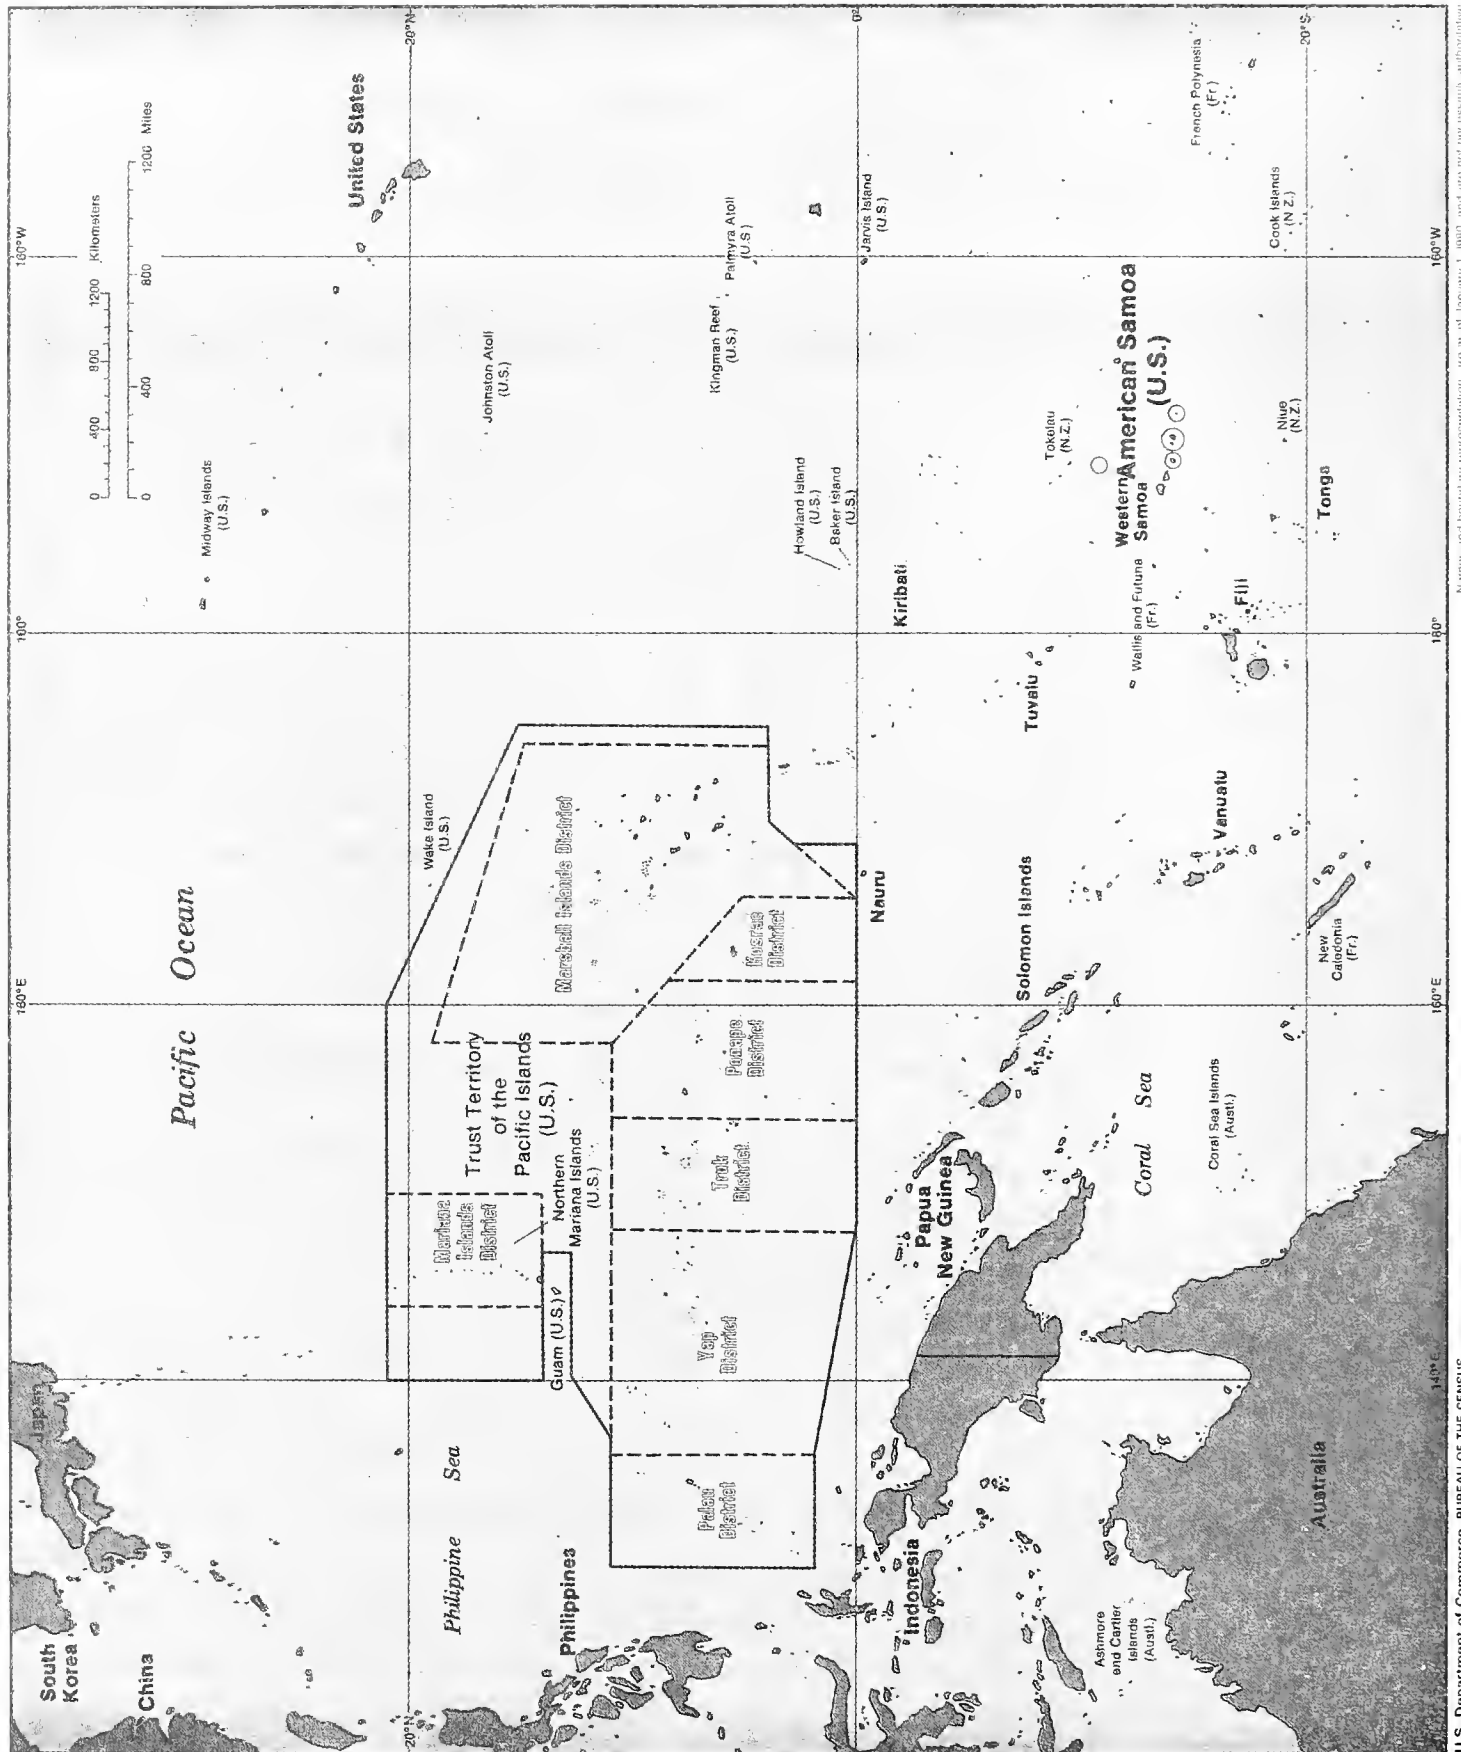 160°E
180°
160°W
Kilometers
0
400
800
1200
0
400
800
1200 Miles
South
Korea
Japan
China
Pacific Ocean
Midway Islands
(U.S.)
United States
20°N
20°N
Philippine Sea
Philippines
Wake Island
(U.S.)
Johnston Atoll
(U.S.)
Mariana
Islands
District
Trust Territory
of the
Pacific Islands
(U.S.)
Northern
Mariana Islands
(U.S.)
Guam (U.S.)
Marshall Islands District
Palau
District
Yap
District
Truk
District
Ponape
District
Kosrae
District
Kingman Reef
(U.S.)
Palmyra Atoll
(U.S.)
Howland Island
(U.S.)
Baker Island
(U.S.)
Jarvis Island
(U.S.)
0°
Nauru
Kiribati
Indonesia
Papua
New Guinea
Solomon Islands
Tuvalu
Tokelau
(N.Z.)
Ashmore
and Cartier
Islands
(Austl.)
Coral Sea
Wallis and Futuna
(Fr.)
Western
Samoa
American Samoa
(U.S.)
French Polynesia
(Fr.)
Coral Sea Islands
(Austl.)
Vanuatu
Fiji
Niue
(N.Z.)
Cook Islands
(N.Z.)
20°S
Australia
New
Caledonia
(Fr.)
Tonga
140°E
160°E
180°
160°W
U.S. Department of Commerce, BUREAU OF THE CENSUS